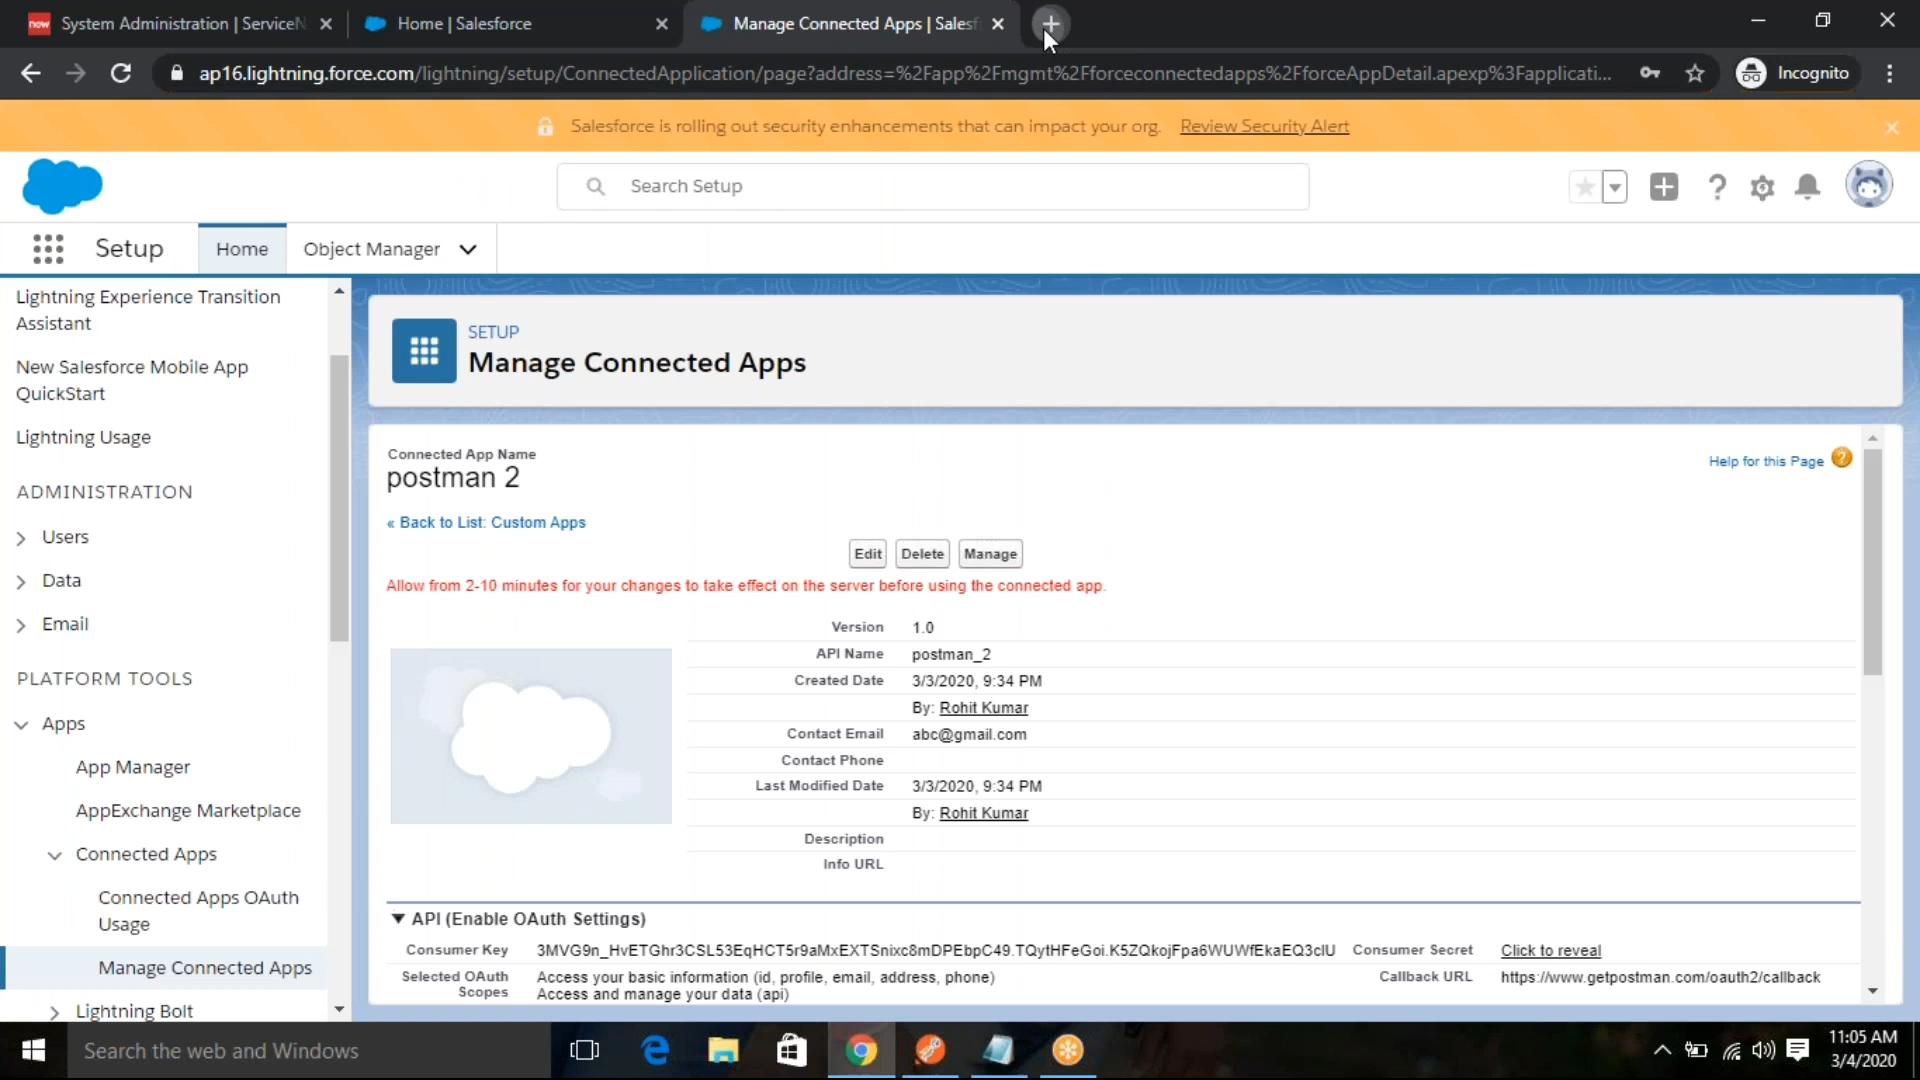 now System Administration | ServiceN
Home | Salesforce
Manage Connected Apps | Salesf
ap16.lightning.force.com/lightning/setup/ConnectedApplication/page?address=%2Fapp%2Fmgmt%2Fforceconnectedapps%2FforceAppDetail.apexp%3Fapplicati...
Incognito
Salesforce is rolling out security enhancements that can impact your org. Review Security Alert
Search Setup
Setup
Home
Object Manager
Lightning Experience Transition
Assistant
New Salesforce Mobile App
QuickStart
Lightning Usage
ADMINISTRATION
Users
Data
Email
PLATFORM TOOLS
Apps
App Manager
AppExchange Marketplace
Connected Apps
Connected Apps OAuth
Usage
Manage Connected Apps
Lightning Bolt
SETUP
Manage Connected Apps
Connected App Name
postman 2
Help for this Page ?
« Back to List: Custom Apps
Edit Delete Manage
Allow from 2-10 minutes for your changes to take effect on the server before using the connected app.
Version 1.0
API Name postman_2
Created Date 3/3/2020, 9:34 PM
By: Rohit Kumar
Contact Email abc@gmail.com
Contact Phone
Last Modified Date 3/3/2020, 9:34 PM
By: Rohit Kumar
Description
Info URL
API (Enable OAuth Settings)
Consumer Key 3MVG9n_HvETGhr3CSL53EqHCT5r9aMxEXTSnixc8mDPEbpC49.TQytHFeGoi.K5ZQkojFpa6WUWfEkaEQ3clU Consumer Secret Click to reveal
Selected OAuth Access your basic information (id, profile, email, address, phone) Callback URL https://www.getpostman.com/oauth2/callback
Scopes Access and manage your data (api)
Search the web and Windows
11:05 AM
3/4/2020